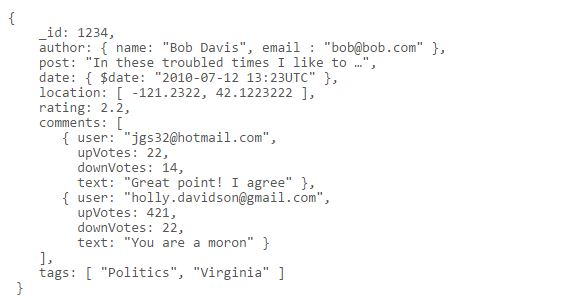 {
_id: 1234,
author: { name: "Bob Davis", email : "bob@bob.com" },
post: "In these troubled times I like to …",
date: { $date: "2010-07-12 13:23UTC" },
location: [ -121.2322, 42.1223222 ],
rating: 2.2,
comments: [
{ user: "jgs32@hotmail.com",
upVotes: 22,
downVotes: 14,
text: "Great point! I agree" },
{ user: "holly.davidson@gmail.com",
upVotes: 421,
downVotes: 22,
text: "You are a moron" }
],
tags: [ "Politics", "Virginia" ]
}